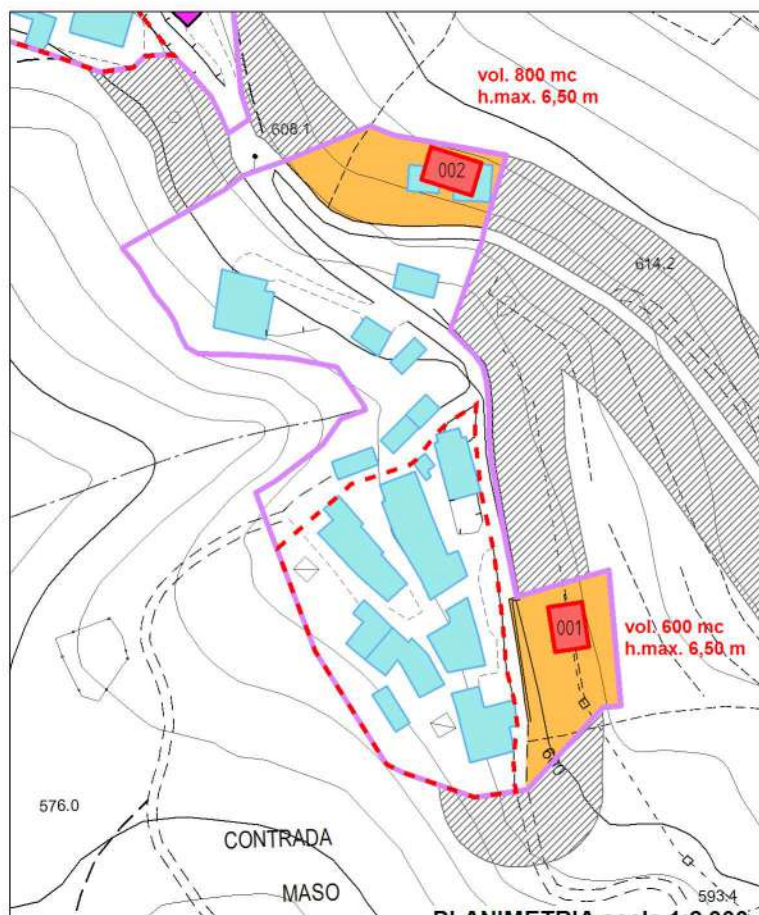 vol. 800 mc
h.max. 6,50 m
608.1
002
614.2
001
vol. 600 mc
h.max. 6,50 m
610
576.0
CONTRADA
MASO
593.4